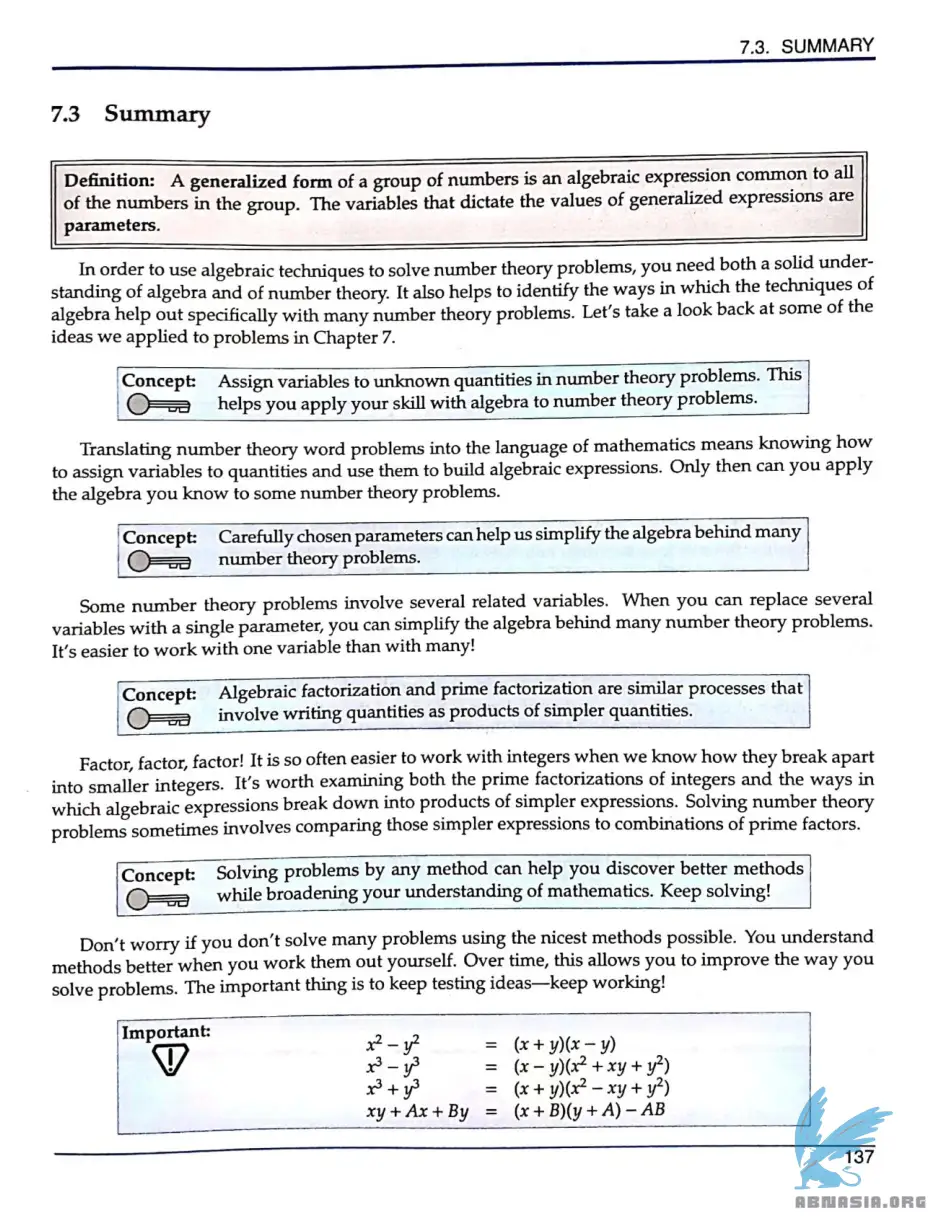 7.3. SUMMARY
7.3 Summary
Definition: A generalized form of a group of numbers is an algebraic expression common to all
of the numbers in the group. The variables that dictate the values of generalized expressions are
parameters.
In order to use algebraic techniques to solve number theory problems, you need both a solid under-
standing of algebra and of number theory. It also helps to identify the ways in which the techniques of
algebra help out specifically with many number theory problems. Let's take a look back at some of the
ideas we applied to problems in Chapter 7.
Concept: Assign variables to unknown quantities in number theory problems. This
helps you apply your skill with algebra to number theory problems.
Translating number theory word problems into the language of mathematics means knowing how
to assign variables to quantities and use them to build algebraic expressions. Only then can you apply
the algebra you know to some number theory problems.
Concept: Carefully chosen parameters can help us simplify the algebra behind many
number theory problems.
Some number theory problems involve several related variables. When you can replace several
variables with a single parameter, you can simplify the algebra behind many number theory problems.
It's easier to work with one variable than with many!
Concept: Algebraic factorization and prime factorization are similar processes that
involve writing quantities as products of simpler quantities.
Factor, factor, factor! It is so often easier to work with integers when we know how they break apart
into smaller integers. It's worth examining both the prime factorizations of integers and the ways in
which algebraic expressions break down into products of simpler expressions. Solving number theory
problems sometimes involves comparing those simpler expressions to combinations of prime factors.
Concept: Solving problems by any method can help you discover better methods
while broadening your understanding of mathematics. Keep solving!
Don't worry if you don't solve many problems using the nicest methods possible. You understand
methods better when you work them out yourself. Over time, this allows you to improve the way you
solve problems. The important thing is to keep testing ideas—keep working!
Important:
x² − y² = (x + y)(x − y)
x³ − y³ = (x − y)(x² + xy + y²)
x³ + y³ = (x + y)(x² − xy + y²)
xy + Ax + By = (x + B)(y + A) − AB
137
ABNASIA.ORG